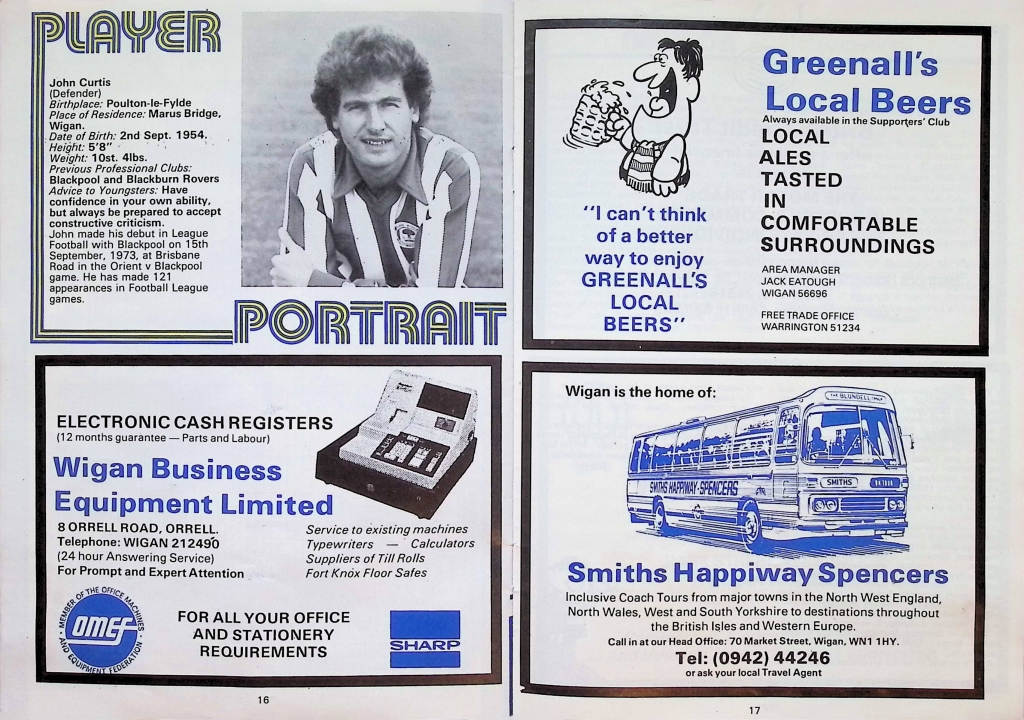 PLAYER
John Curtis
(Defender)
Birthplace: Poulton-le-Fylde
Place of Residence: Marus Bridge,
Wigan.
Date of Birth: 2nd Sept. 1954.
Height: 5'8"
Weight: 10st. 4lbs.
Previous Professional Clubs:
Blackpool and Blackburn Rovers
Advice to Youngsters: Have
confidence in your own ability,
but always be prepared to accept
constructive criticism.
John made his debut in League
Football with Blackpool on 15th
September, 1973, at Brisbane
Road in the Orient v Blackpool
game. He has made 121
appearances in Football League
games.
PORTRAIT
ELECTRONIC CASH REGISTERS
(12 months guarantee — Parts and Labour)
Wigan Business
Equipment Limited
8 ORRELL ROAD, ORRELL.
Telephone: WIGAN 212490
(24 hour Answering Service)
For Prompt and Expert Attention
Service to existing machines
Typewriters — Calculators
Suppliers of Till Rolls
Fort Knox Floor Safes
MEMBER OF THE OFFICE MACHINES
omef
AND EQUIPMENT FEDERATION
FOR ALL YOUR OFFICE
AND STATIONERY
REQUIREMENTS
SHARP
16
Greenall's
Local Beers
Always available in the Supporters' Club
LOCAL
ALES
TASTED
IN
COMFORTABLE
SURROUNDINGS
"I can't think
of a better
way to enjoy
GREENALL'S
LOCAL
BEERS"
AREA MANAGER
JACK EATOUGH
WIGAN 56696
FREE TRADE OFFICE
WARRINGTON 51234
Wigan is the home of:
THE BLUNDELL
SMITHS HAPPIWAY-SPENCERS
SMITHS
Smiths Happiway Spencers
Inclusive Coach Tours from major towns in the North West England,
North Wales, West and South Yorkshire to destinations throughout
the British Isles and Western Europe.
Call in at our Head Office: 70 Market Street, Wigan, WN1 1HY.
Tel: (0942) 44246
or ask your local Travel Agent
17